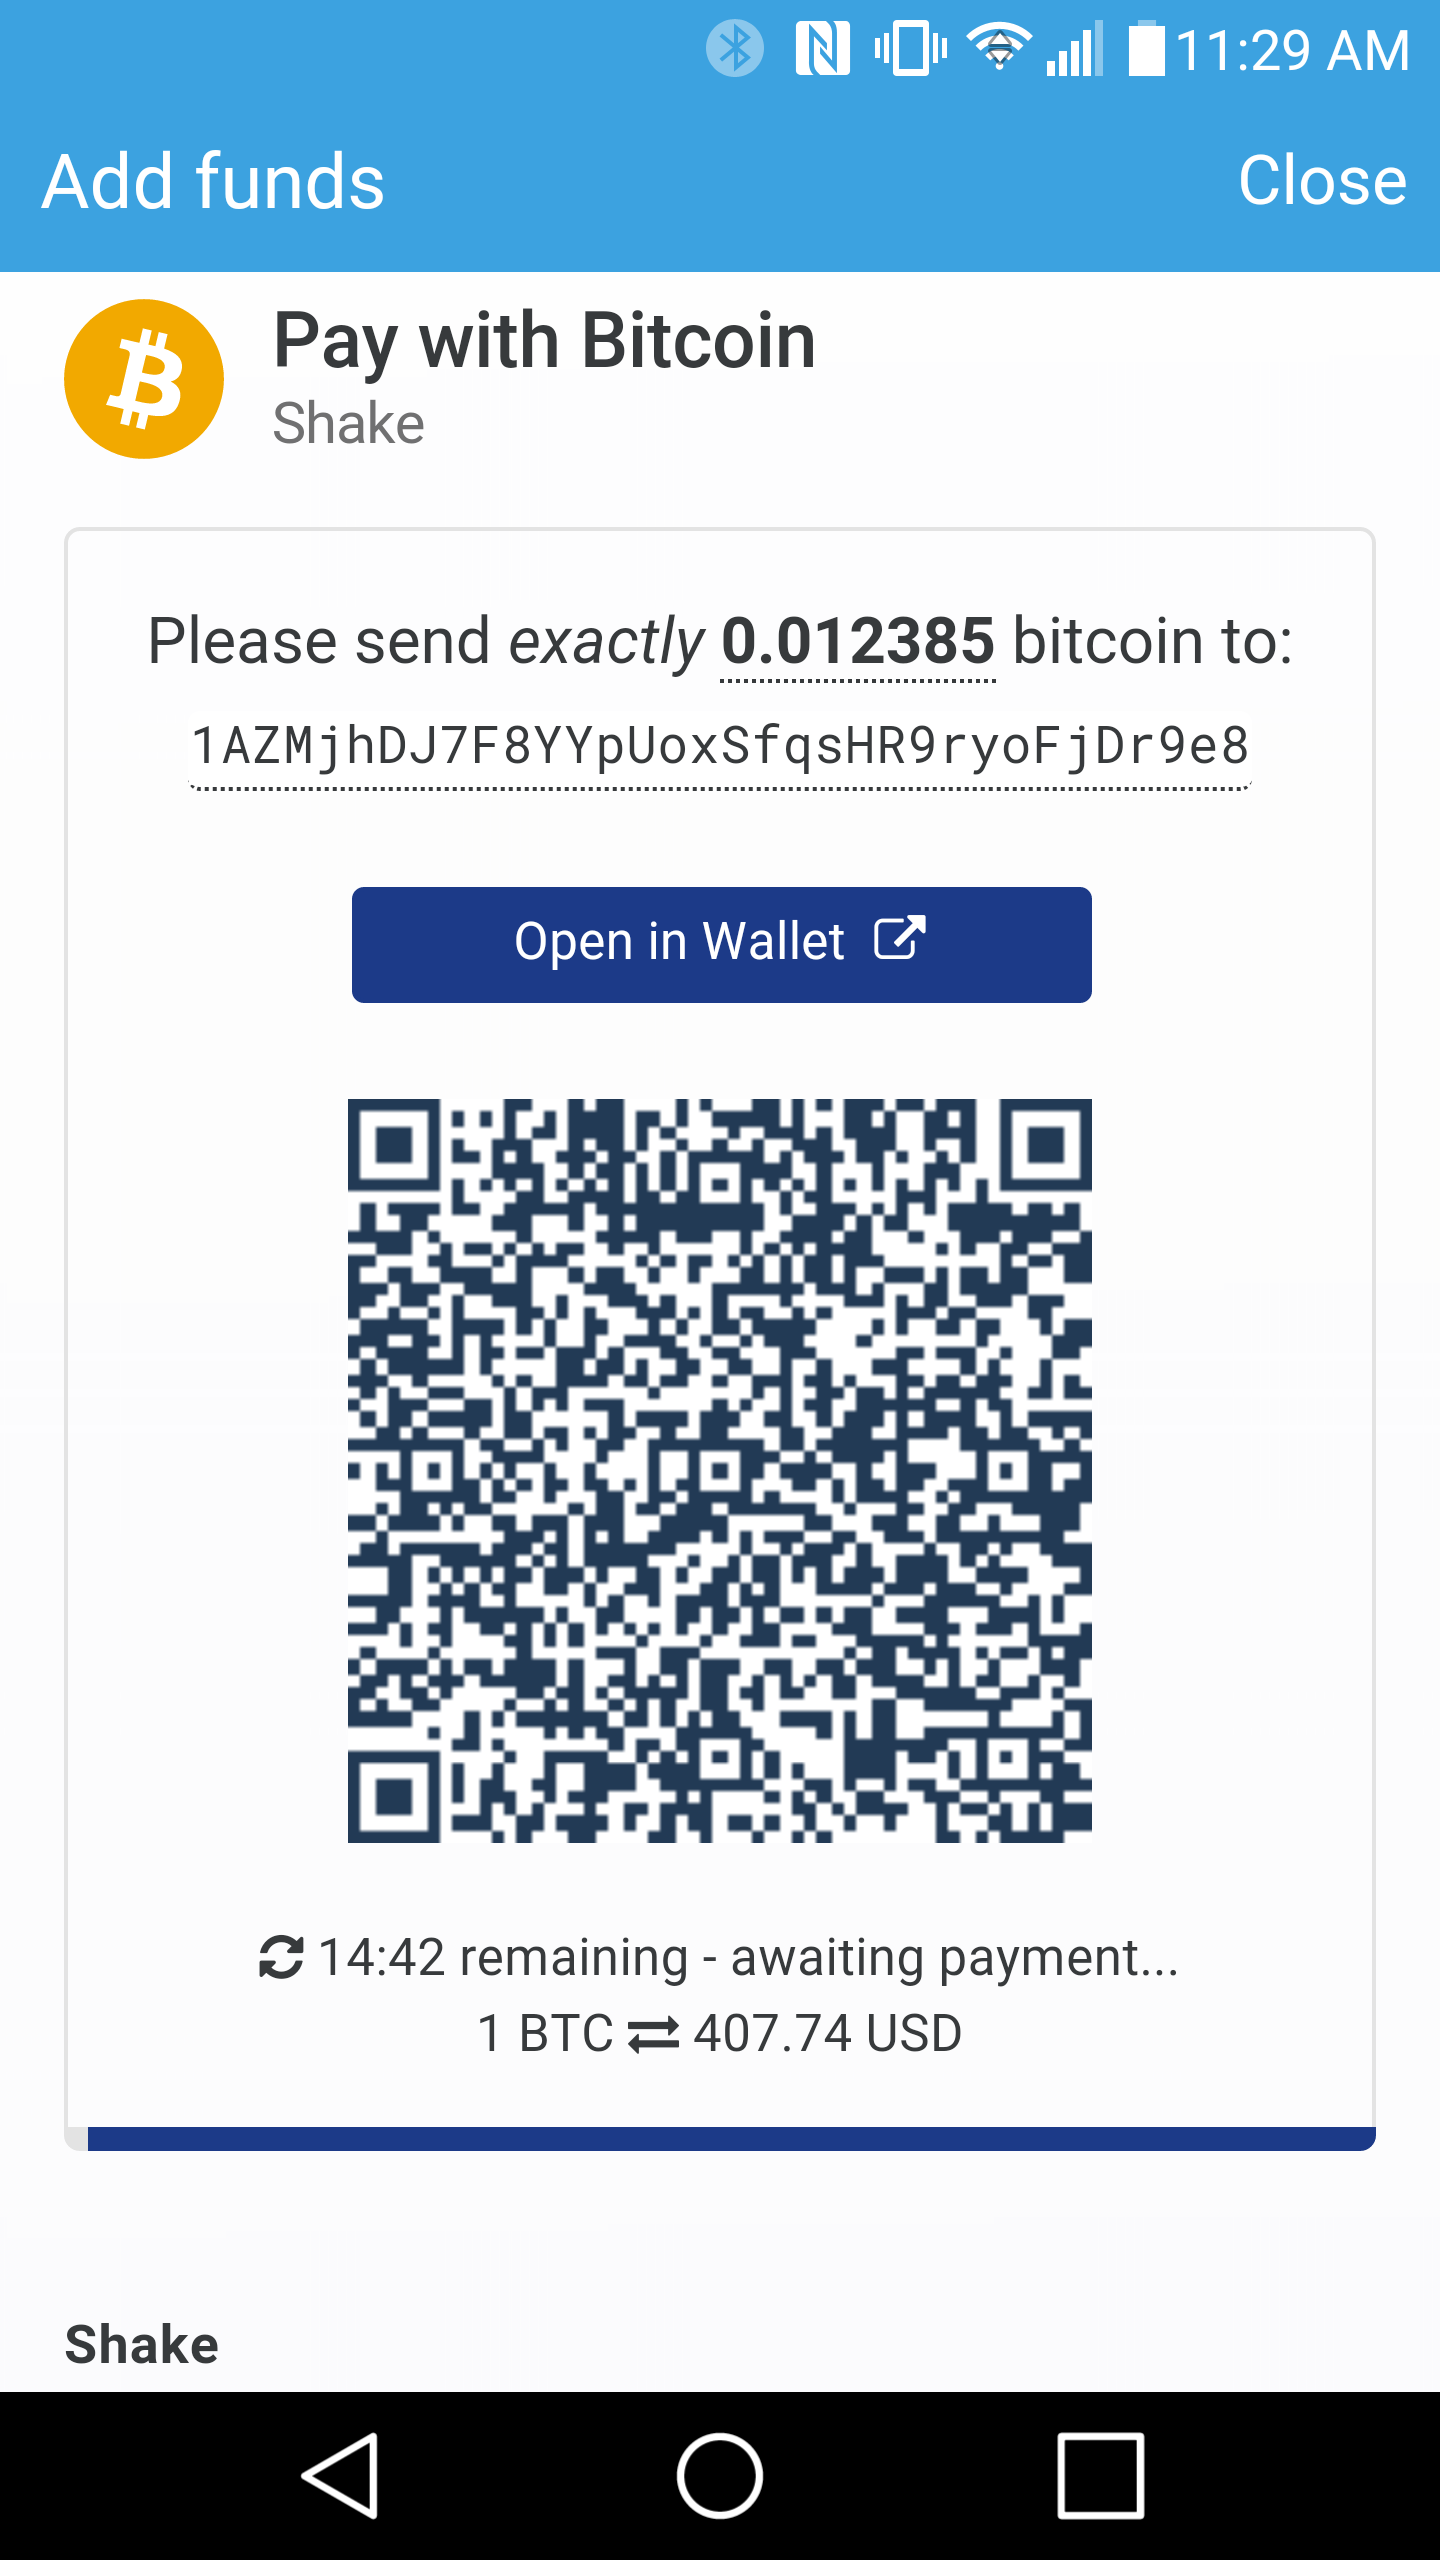 11:29 AM
Add funds
Close
Pay with Bitcoin
Shake
Please send exactly 0.012385 bitcoin to:
1AZMjhDJ7F8YYpUoxSfqsHR9ryoFjDr9e8
Open in Wallet
14:42 remaining - awaiting payment...
1 BTC ⇄ 407.74 USD
Shake